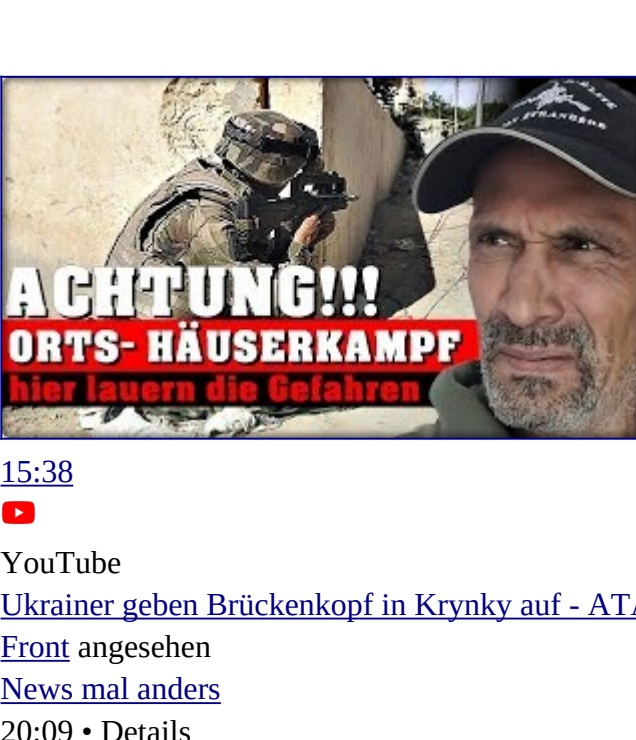 ÉTRANGÈRE
ACHTUNG!!!
ORTS- HÄUSERKAMPF
hier lauern die Gefahren
15:38
YouTube
Ukrainer geben Brückenkopf in Krynky auf - AT
Front angesehen
News mal anders
20:09 • Details